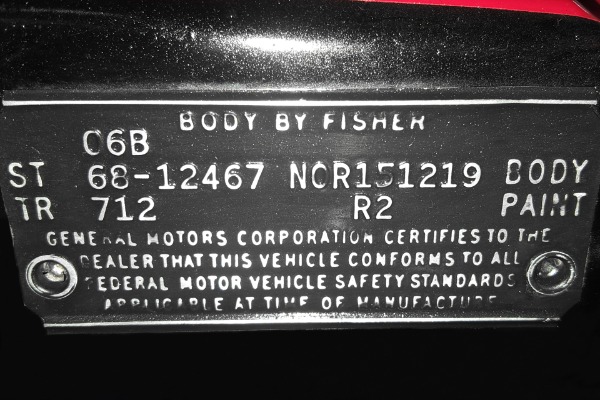 BODY BY FISHER
06B
ST 68-12467 NOR151219 BODY
TR 712 R2 PAINT
GENERAL MOTORS CORPORATION CERTIFIES TO THE
DEALER THAT THIS VEHICLE CONFORMS TO ALL
FEDERAL MOTOR VEHICLE SAFETY STANDARDS
APPLICABLE AT TIME OF MANUFACTURE